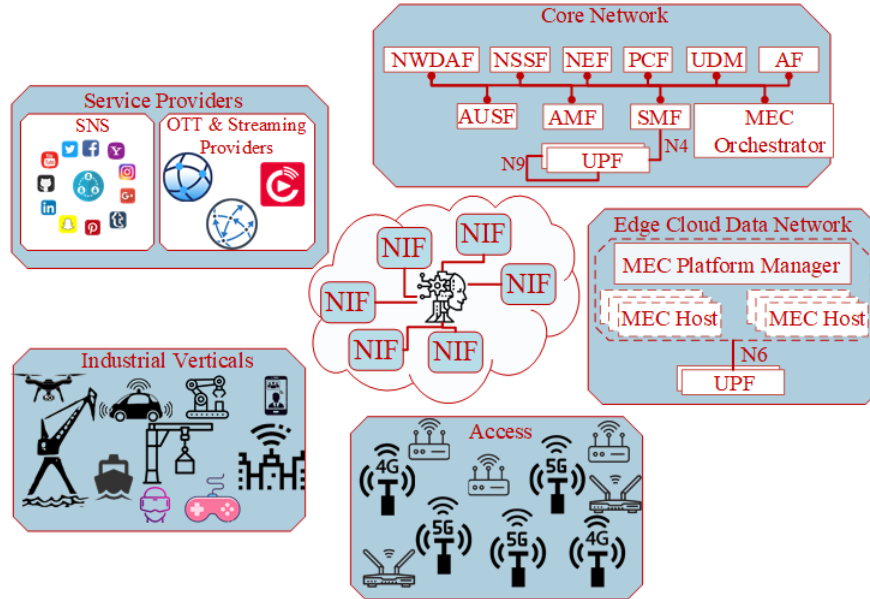 Core Network
NWDAF NSSF NEF PCF UDM AF
AUSF AMF SMF MEC
Orchestrator
N4
N9 UPF
Service Providers
SNS
OTT & Streaming
Providers
Edge Cloud Data Network
MEC Platform Manager
MEC Host MEC Host
N6
UPF
NIF
NIF
NIF
NIF
NIF
NIF
Industrial Verticals
Access
4G
5G
5G
5G
4G